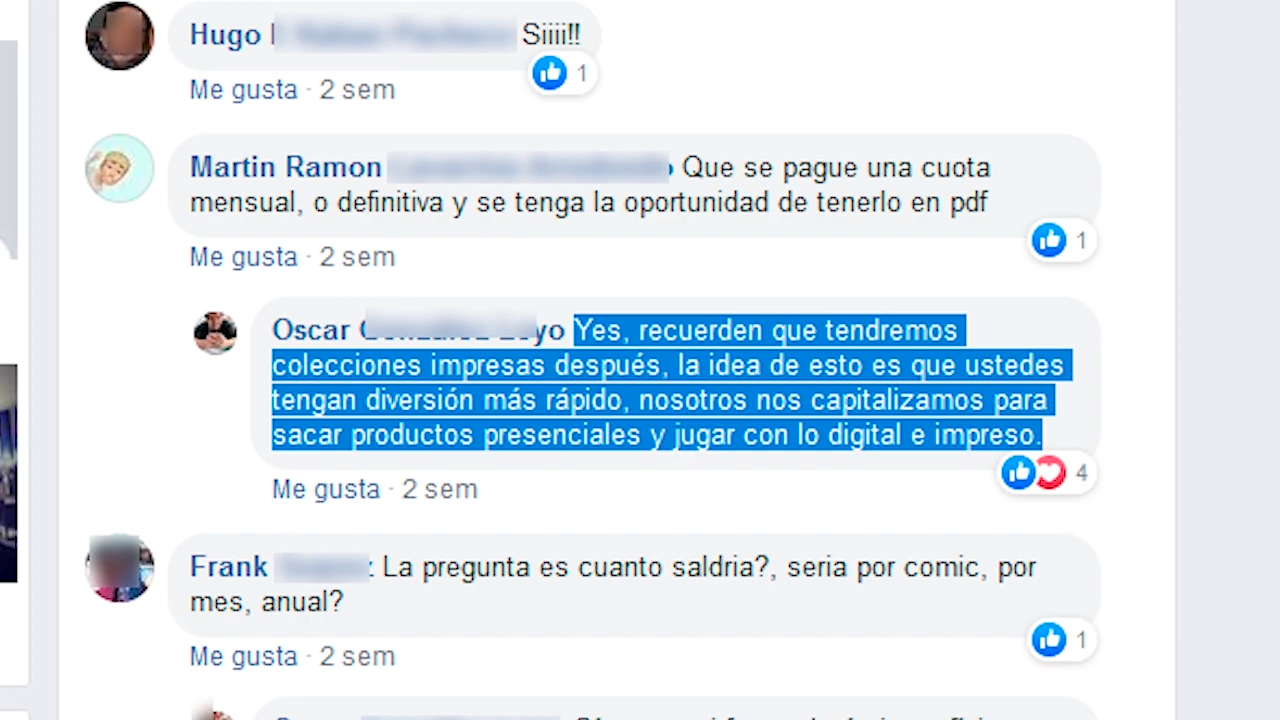 Hugo Siiii!!
1
Me gusta · 2 sem
Martin Ramon Que se pague una cuota
mensual, o definitiva y se tenga la oportunidad de tenerlo en pdf
1
Me gusta · 2 sem
Oscar Yes, recuerden que tendremos
colecciones impresas después, la idea de esto es que ustedes
tengan diversión más rápido, nosotros nos capitalizamos para
sacar productos presenciales y jugar con lo digital e impreso.
4
Me gusta · 2 sem
Frank La pregunta es cuanto saldria?, seria por comic, por
mes, anual?
1
Me gusta · 2 sem